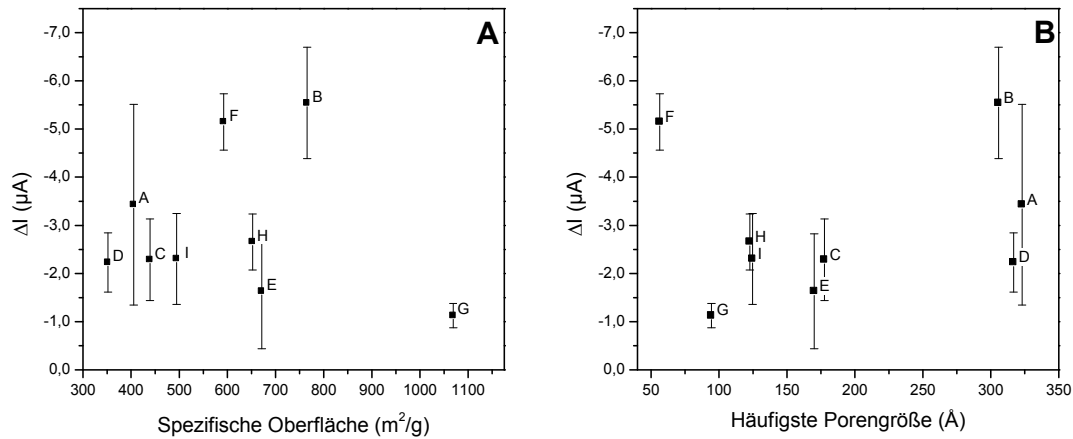 A
-7,0
-6,0
-5,0
-4,0
-3,0
-2,0
-1,0
0,0
ΔI (µA)
B
F
A
H
D
C
I
E
G
300 400 500 600 700 800 900 1000 1100
Spezifische Oberfläche (m²/g)
B
-7,0
-6,0
-5,0
-4,0
-3,0
-2,0
-1,0
0,0
ΔI (µA)
B
F
A
H
I
C
D
E
G
50 100 150 200 250 300 350
Häufigste Porengröße (Å)